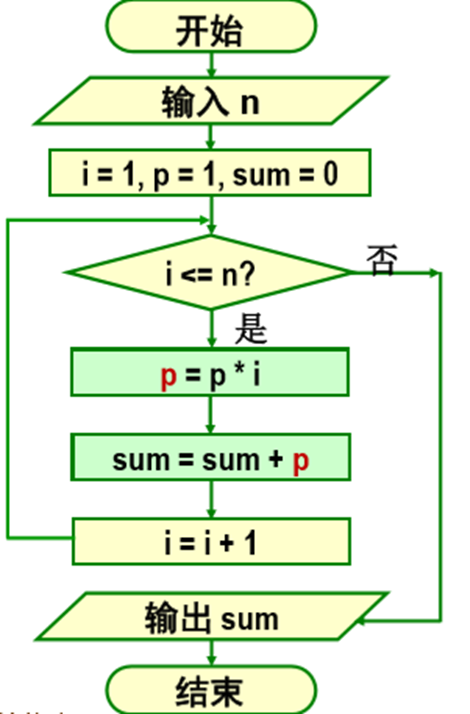 开始
输入 n
i = 1, p = 1, sum = 0
i <= n?
否
是
p = p * i
sum = sum + p
i = i + 1
输出 sum
结束